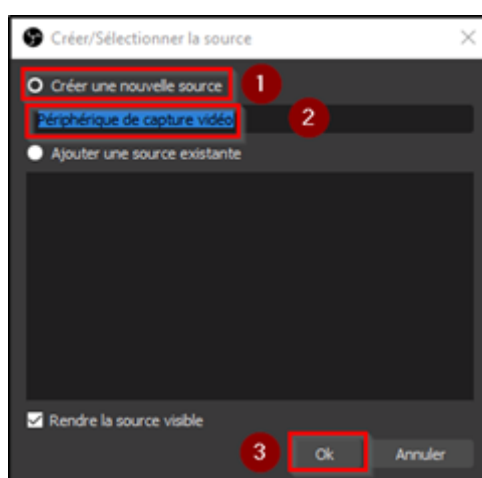 Créer/Sélectionner la source
Créer une nouvelle source 1
Périphérique de capture vidéo 2
Ajouter une source existante
Rendre la source visible
3 Ok Annuler